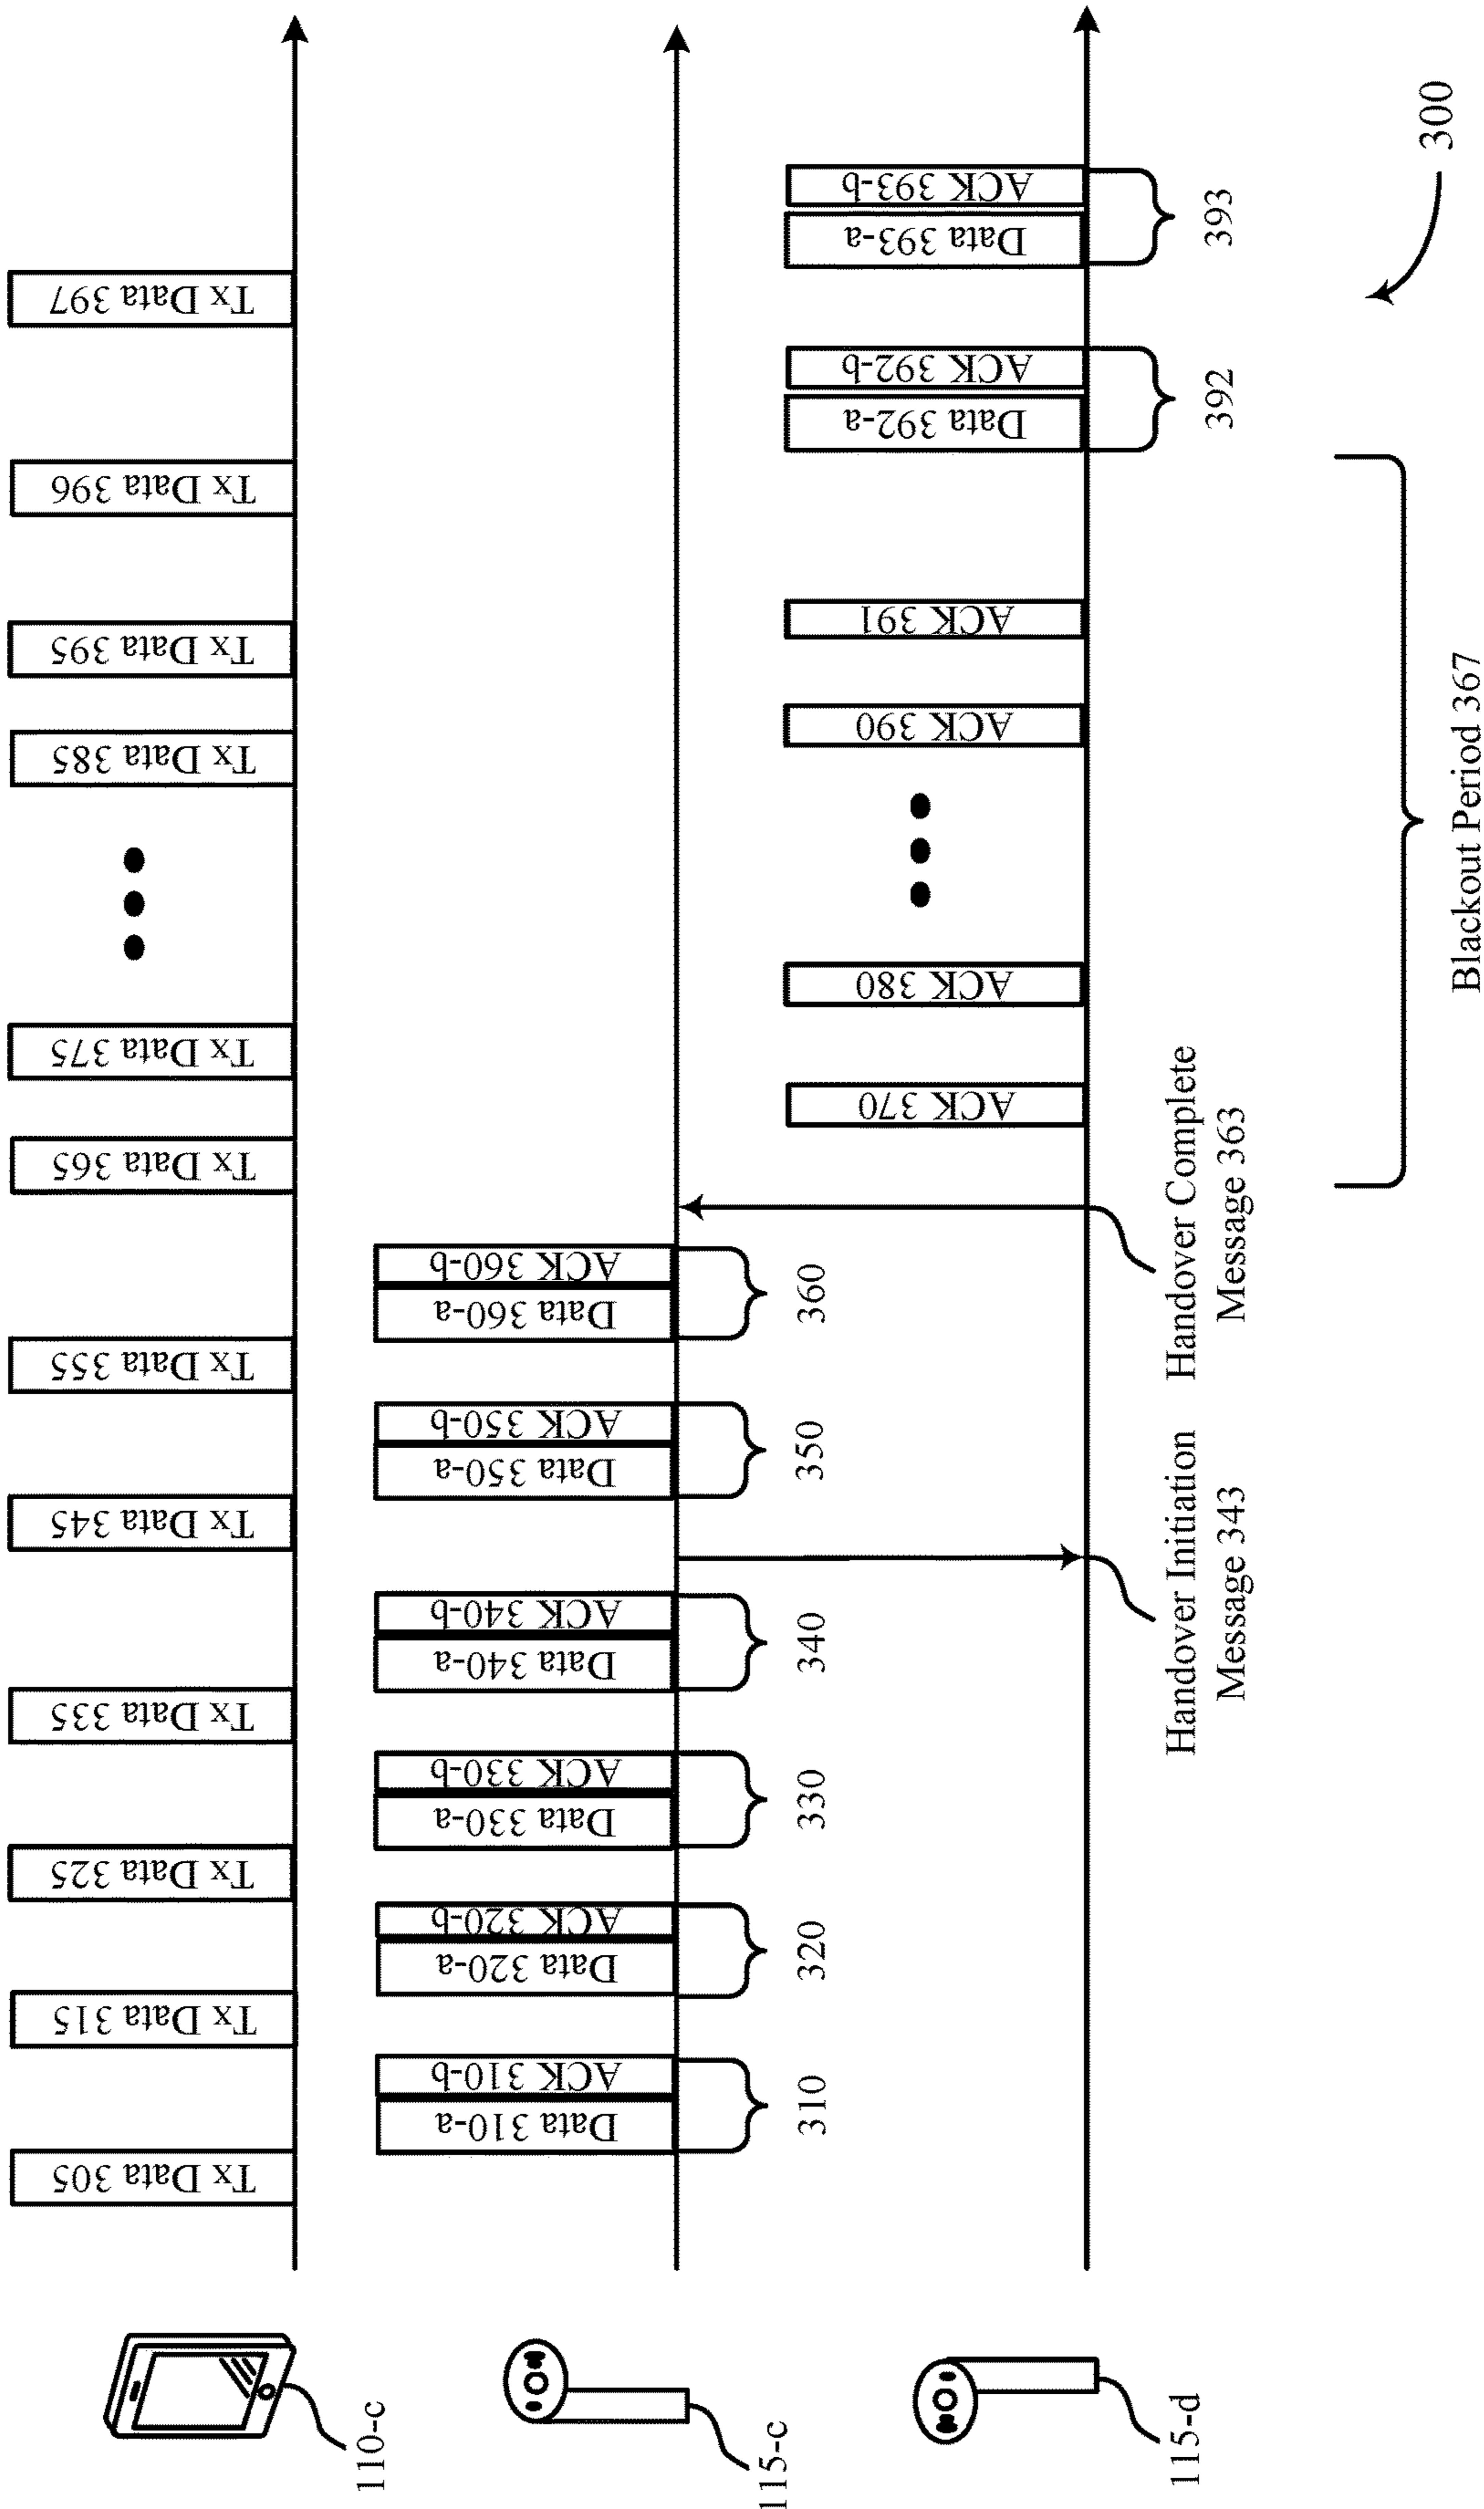 Tx Data 305
Tx Data 315
Tx Data 325
Tx Data 335
Tx Data 345
Tx Data 355
Tx Data 365
Tx Data 375
Tx Data 385
Tx Data 395
Tx Data 396
Tx Data 397
110-c
Data 310-a
ACK 310-b
Data 320-a
ACK 320-b
Data 330-a
ACK 330-b
Data 340-a
ACK 340-b
Data 350-a
ACK 350-b
Data 360-a
ACK 360-b
115-c
310
320
330
340
350
360
ACK 370
ACK 380
ACK 390
ACK 391
Data 392-a
ACK 392-b
Data 393-a
ACK 393-b
115-d
Handover Initiation
Message 343
Handover Complete
Message 363
392
393
Blackout Period 367
300